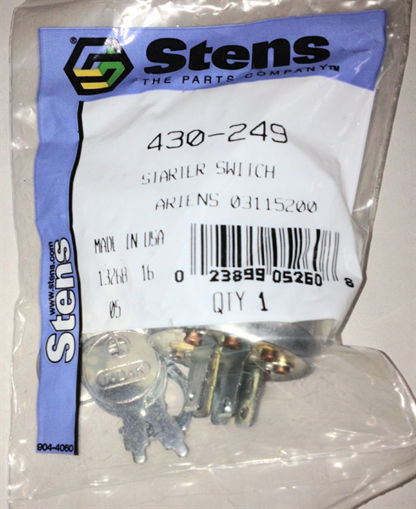 Stens
THE PARTS COMPANY™
430-249
STARTER SWITCH
ARIENS 03115200
MADE IN USA
13268 16
05
0 23899 05260 8
QTY 1
Stens
www.stens.com
904-4060